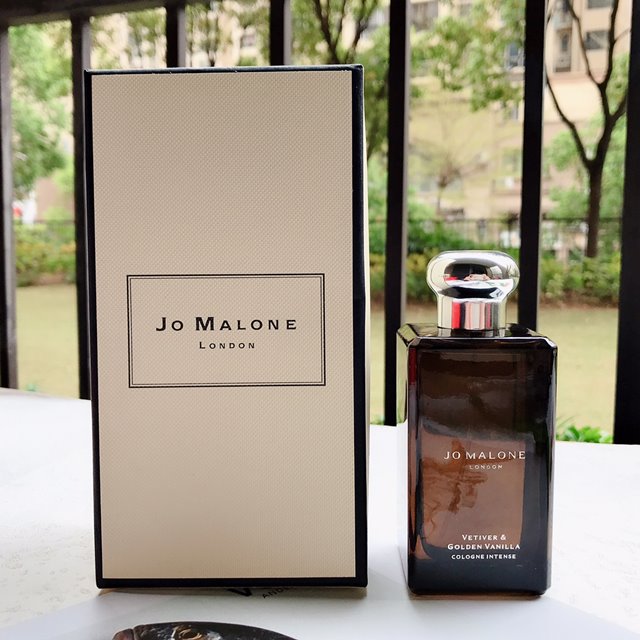 JO MALONE
LONDON
JO MALONE
LONDON
VETIVER &
GOLDEN VANILLA
COLOGNE INTENSE